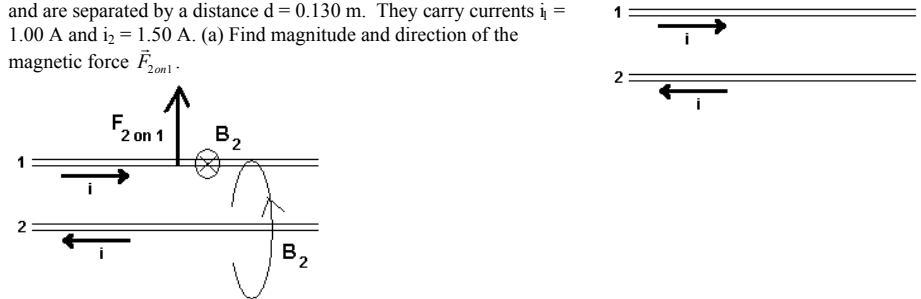 and are separated by a distance d = 0.130 m. They carry currents i₁ =
1.00 A and i₂ = 1.50 A. (a) Find magnitude and direction of the
magnetic force F⃗₂ₒₙ₁.
1
i
2
i
F₂ ₒₙ ₁
B₂
1
i
2
i
B₂